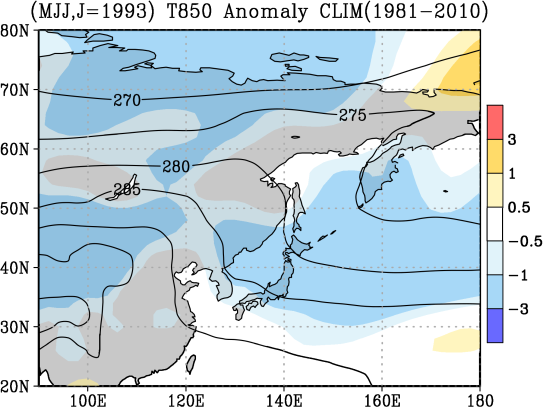 (MJJ,J=1993) T850 Anomaly CLIM(1981−2010)
80N
70N
60N
50N
40N
30N
20N
270
275
280
285
3
1
0.5
−0.5
−1
−3
100E
120E
140E
160E
180